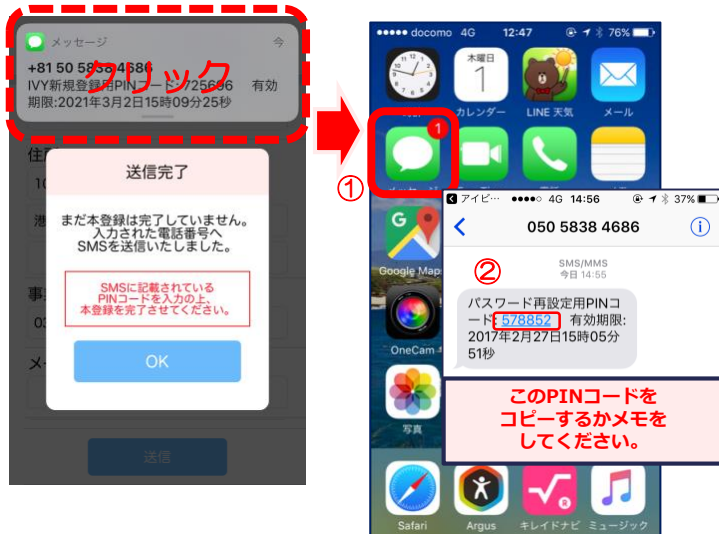 メッセージ 今
+81 50 5838 4686
IVY新規登録用PINコード:725696 有効
期限:2021年3月2日15時09分25秒
クリック
送信完了
まだ本登録は完了していません。
入力された電話番号へ
SMSを送信いたしました。
SMSに記載されている
PINコードを入力の上、
本登録を完了させてください。
OK
送信
①
docomo 4G 12:47 76%
木曜日
1
カレンダー LINE 天気 メール
1
Google Map
OneCam
写真
Safari Argus キレイドナビ ミュージック
アイビ… 4G 14:56 37%
050 5838 4686
②
SMS/MMS
今日 14:55
パスワード再設定用PINコ
ード: 578852 有効期限:
2017年2月27日15時05分
51秒
このPINコードを
コピーするかメモを
してください。